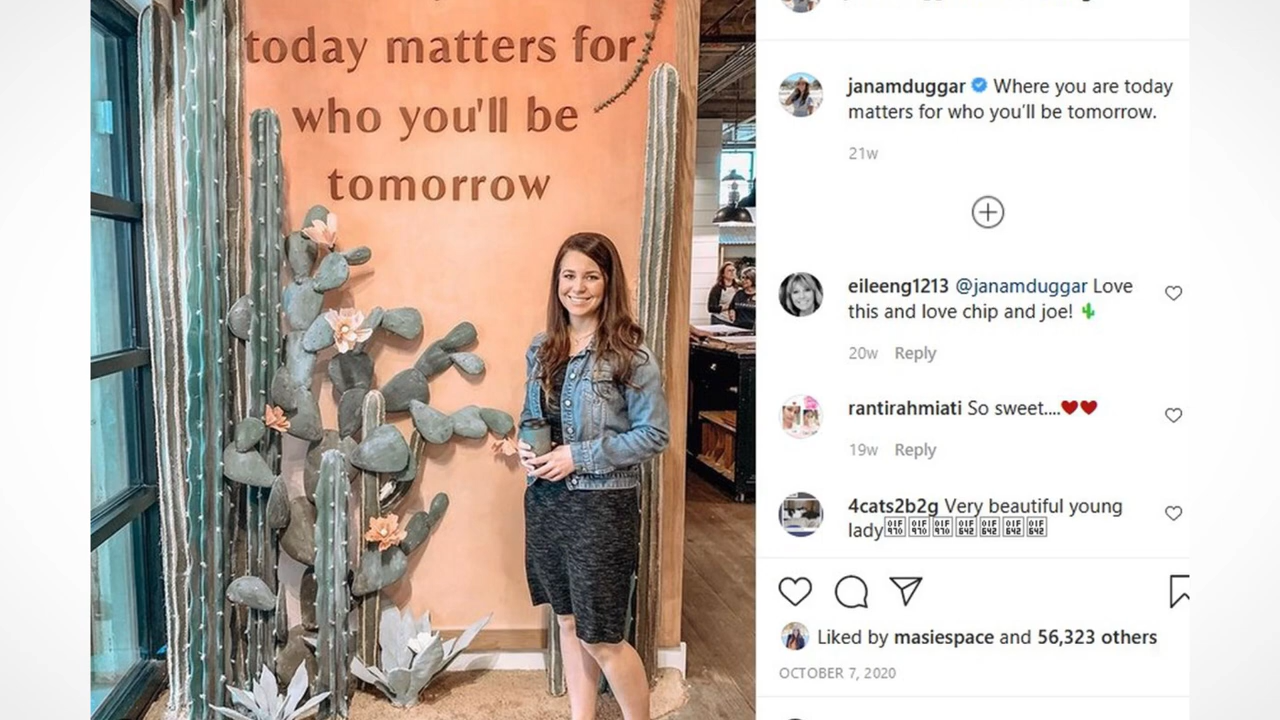 today matters for
who you'll be
tomorrow
janamduggar Where you are today
matters for who you'll be tomorrow.
21w
eileeng1213 @janamduggar Love
this and love chip and joe! 🌵
20w Reply
rantirahmiati So sweet....❤❤
19w Reply
4cats2b2g Very beautiful young
lady
Liked by masiespace and 56,323 others
OCTOBER 7, 2020